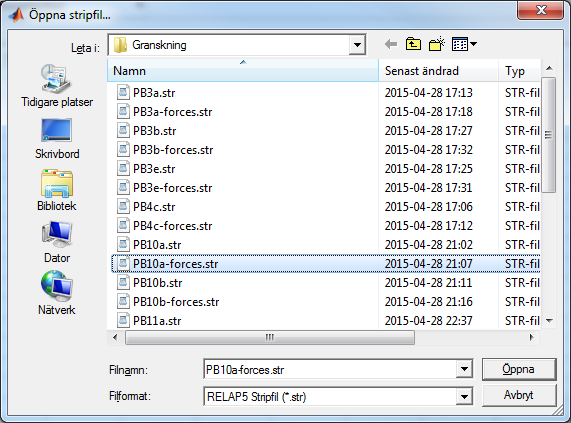 Öppna stripfil...
Leta i: Granskning
Tidigare platser
Skrivbord
Bibliotek
Dator
Nätverk
Namn Senast ändrad Typ
PB3a.str 2015-04-28 17:13 STR-fil
PB3a-forces.str 2015-04-28 17:18 STR-fil
PB3b.str 2015-04-28 17:27 STR-fil
PB3b-forces.str 2015-04-28 17:32 STR-fil
PB3e.str 2015-04-28 17:25 STR-fil
PB3e-forces.str 2015-04-28 17:31 STR-fil
PB4c.str 2015-04-28 17:06 STR-fil
PB4c-forces.str 2015-04-28 17:12 STR-fil
PB10a.str 2015-04-28 21:02 STR-fil
PB10a-forces.str 2015-04-28 21:07 STR-fil
PB10b.str 2015-04-28 21:11 STR-fil
PB10b-forces.str 2015-04-28 21:16 STR-fil
PB11a.str 2015-04-28 22:37 STR-fil
Filnamn: PB10a-forces.str Öppna
Filformat: RELAP5 Stripfil (*.str) Avbryt